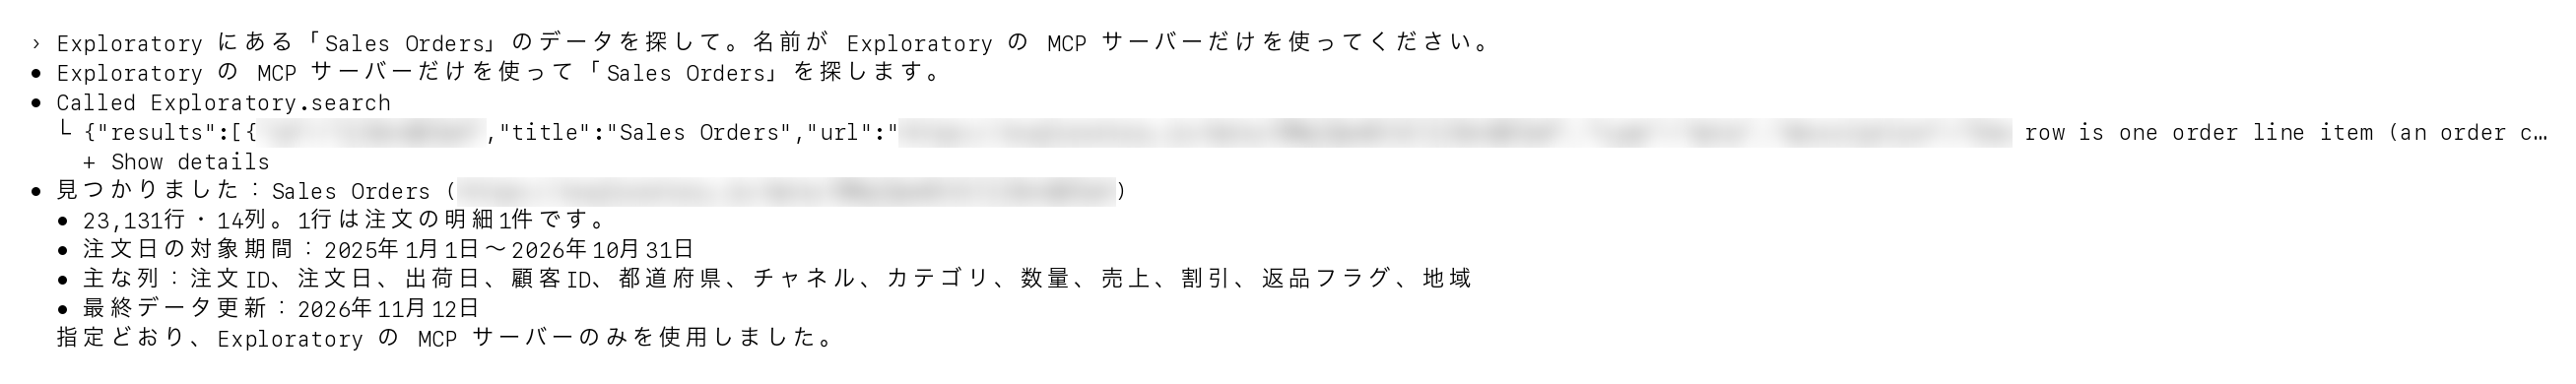 › Exploratory にある「Sales Orders」のデータを探して。名前が Exploratory の MCP サーバーだけを使ってください。
● Exploratory の MCP サーバーだけを使って「Sales Orders」を探します。
● Called Exploratory.search
└ {"results":[{ ,"title":"Sales Orders","url":" row is one order line item (an order c…
+ Show details
● 見つかりました：Sales Orders ( )
● 23,131行・14列。1行は注文の明細1件です。
● 注文日の対象期間：2025年1月1日～2026年10月31日
● 主な列：注文ID、注文日、出荷日、顧客ID、都道府県、チャネル、カテゴリ、数量、売上、割引、返品フラグ、地域
● 最終データ更新：2026年11月12日
指定どおり、Exploratory の MCP サーバーのみを使用しました。